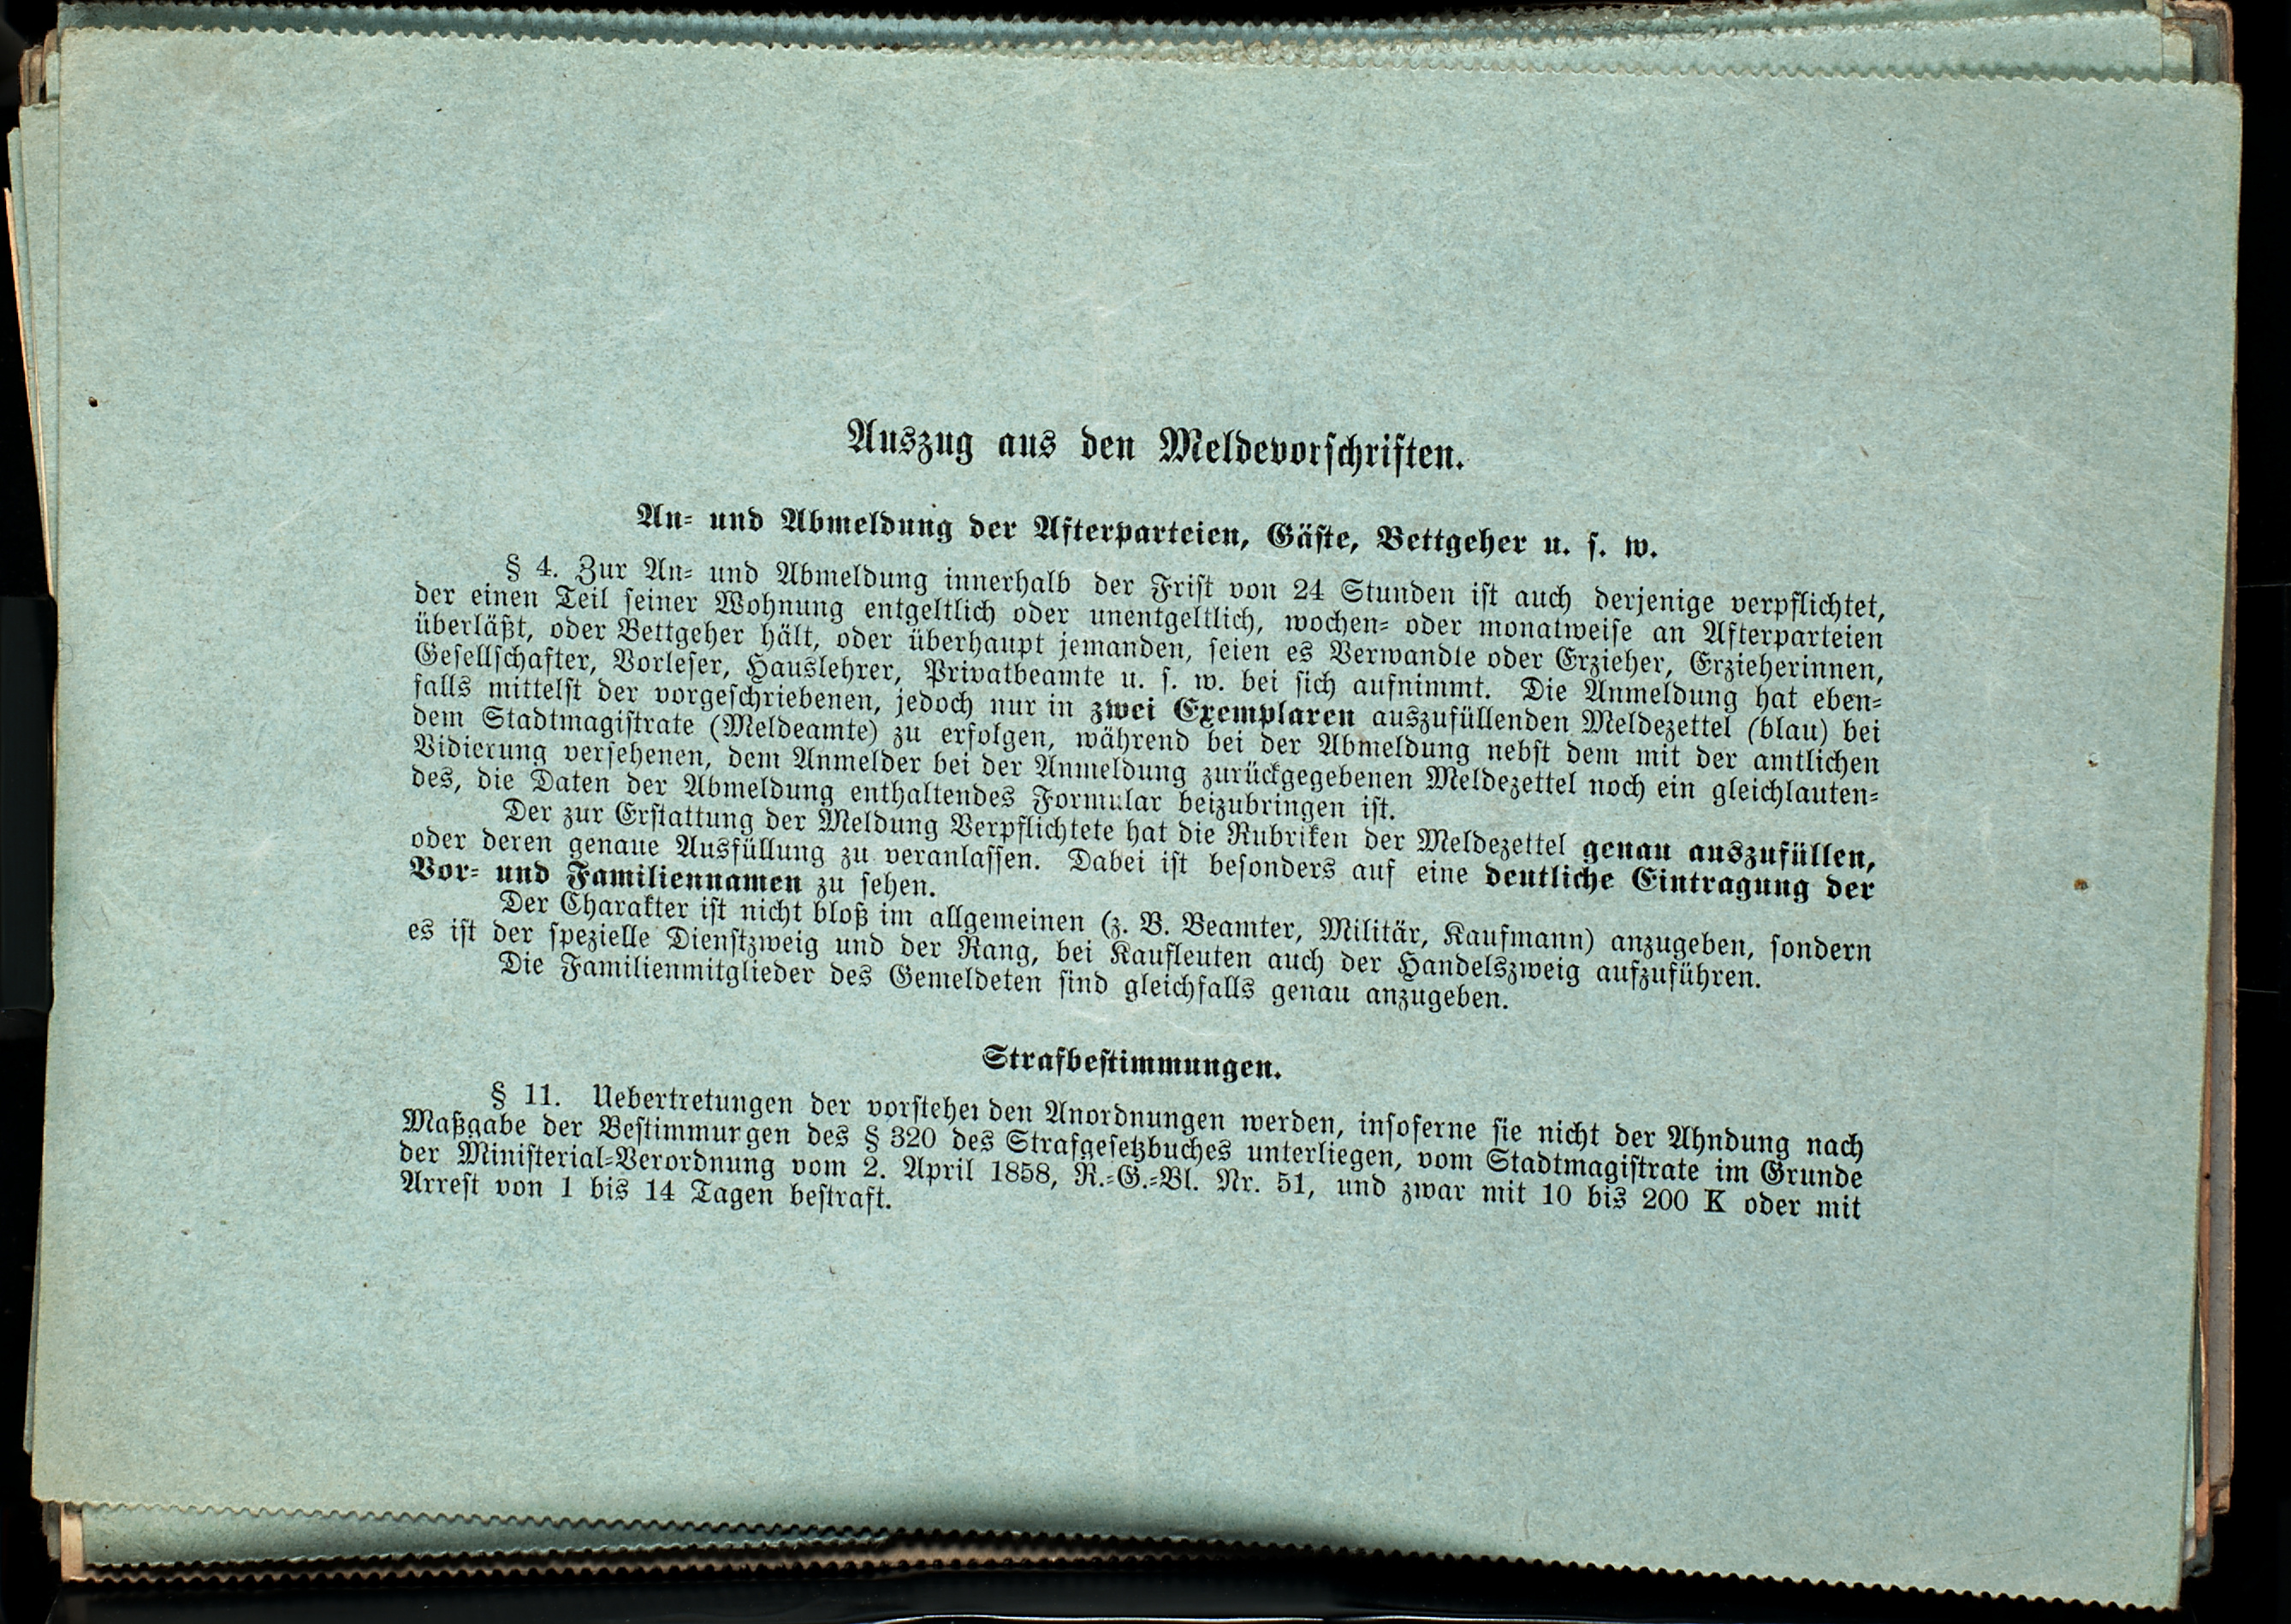 Auszug aus den Meldevorschriften.
An- und Abmeldung der Afterparteien, Gäste, Bettgeher u. s. w.
§ 4. Zur An- und Abmeldung innerhalb der Frist von 24 Stunden ist auch derjenige verpflichtet,
der einen Teil seiner Wohnung entgeltlich oder unentgeltlich, wochen- oder monatweise an Afterparteien
überläßt, oder Bettgeher hält, oder überhaupt jemanden, seien es Verwandte oder Erzieher, Erzieherinnen,
Gesellschafter, Vorleser, Hauslehrer, Privatbeamte u. s. w. bei sich aufnimmt. Die Anmeldung hat eben-
falls mittelst der vorgeschriebenen, jedoch nur in zwei Exemplaren auszufüllenden Meldezettel (blau) bei
dem Stadtmagistrate (Meldeamte) zu erfolgen, während bei der Abmeldung nebst dem mit der amtlichen
Vidierung versehenen, dem Anmelder bei der Anmeldung zurückgegebenen Meldezettel noch ein gleichlauten-
des, die Daten der Abmeldung enthaltendes Formular beizubringen ist.
Der zur Erstattung der Meldung Verpflichtete hat die Rubriken der Meldezettel genau auszufüllen,
oder deren genaue Ausfüllung zu veranlassen. Dabei ist besonders auf eine deutliche Eintragung der
Vor- und Familiennamen zu sehen.
Der Charakter ist nicht bloß im allgemeinen (z. B. Beamter, Militär, Kaufmann) anzugeben, sondern
es ist der spezielle Dienstzweig und der Rang, bei Kaufleuten auch der Handelszweig aufzuführen.
Die Familienmitglieder des Gemeldeten sind gleichfalls genau anzugeben.
Strafbestimmungen.
§ 11. Uebertretungen der vorstehenden Anordnungen werden, insoferne sie nicht der Ahndung nach
Maßgabe der Bestimmungen des § 320 des Strafgesetzbuches unterliegen, vom Stadtmagistrate im Grunde
der Ministerial-Verordnung vom 2. April 1858, R.-G.-Bl. Nr. 51, und zwar mit 10 bis 200 K oder mit
Arrest von 1 bis 14 Tagen bestraft.